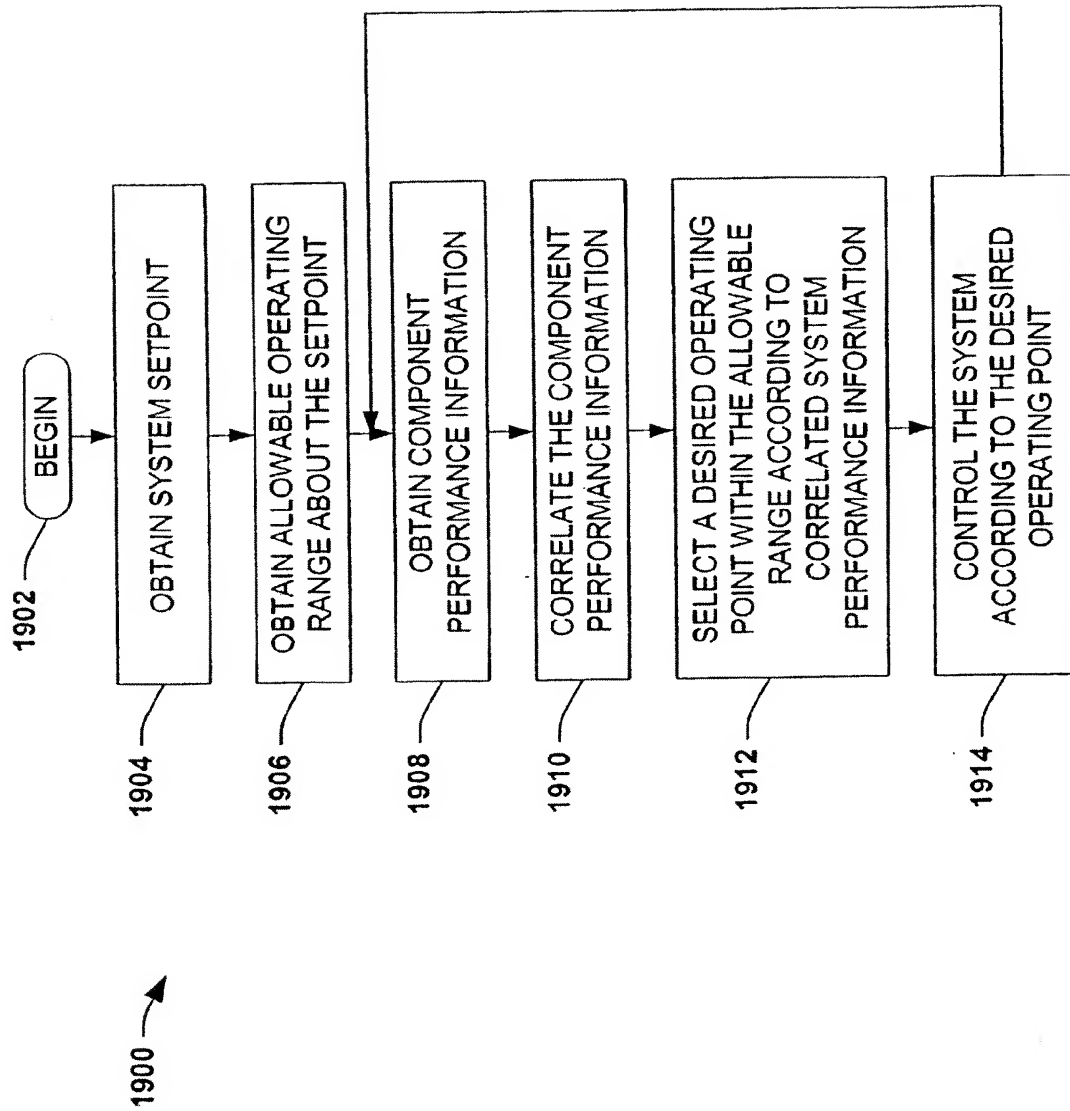 1900
1902
BEGIN
1904
OBTAIN SYSTEM SETPOINT
1906
OBTAIN ALLOWABLE OPERATING
RANGE ABOUT THE SETPOINT
1908
OBTAIN COMPONENT
PERFORMANCE INFORMATION
1910
CORRELATE THE COMPONENT
PERFORMANCE INFORMATION
1912
SELECT A DESIRED OPERATING
POINT WITHIN THE ALLOWABLE
RANGE ACCORDING TO
CORRELATED SYSTEM
PERFORMANCE INFORMATION
1914
CONTROL THE SYSTEM
ACCORDING TO THE DESIRED
OPERATING POINT